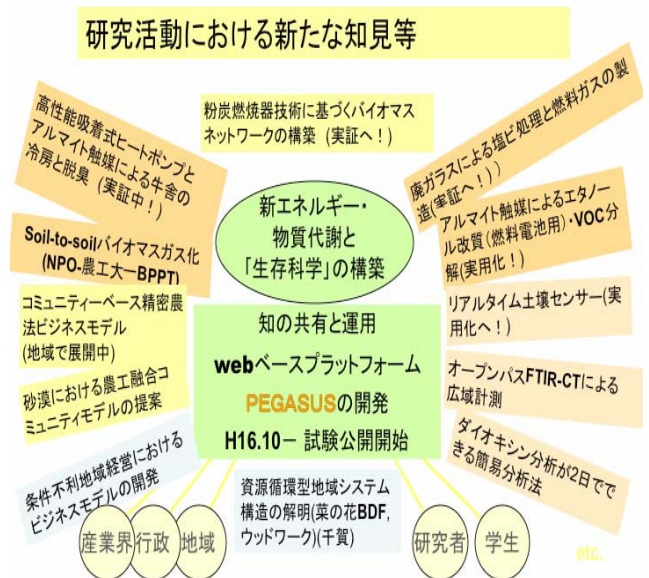 研究活動における新たな知見等
高性能吸着式ヒートポンプと
アルマイト触媒による牛舎の
冷房と脱臭 (実証中！)
粉炭燃焼器技術に基づくバイオマス
ネットワークの構築 (実証へ！)
廃ガラスによる塩ビ処理と燃料ガスの製
造(実証へ！))
新エネルギー・
物質代謝と
「生存科学」の構築
アルマイト触媒によるエタノー
ル改質(燃料電池用)・VOC分
解(実用化！)
Soil-to-soilバイオマスガス化
(NPO-農工大ーBPPT)
コミュニティーベース精密農
法ビジネスモデル
(地域で展開中)
知の共有と運用
webベースプラットフォーム
PEGASUSの開発
H16.10－ 試験公開開始
リアルタイム土壌センサー(実
用化へ！)
砂漠における農工融合コ
ミュニティモデルの提案
オープンパスFTIR-CTによる
広域計測
条件不利地域経営における
ビジネスモデルの開発
資源循環型地域システム
構造の解明(菜の花BDF,
ウッドワーク)(千賀)
ダイオキシン分析が2日でで
きる簡易分析法
産業界
行政
地域
研究者
学生
etc.